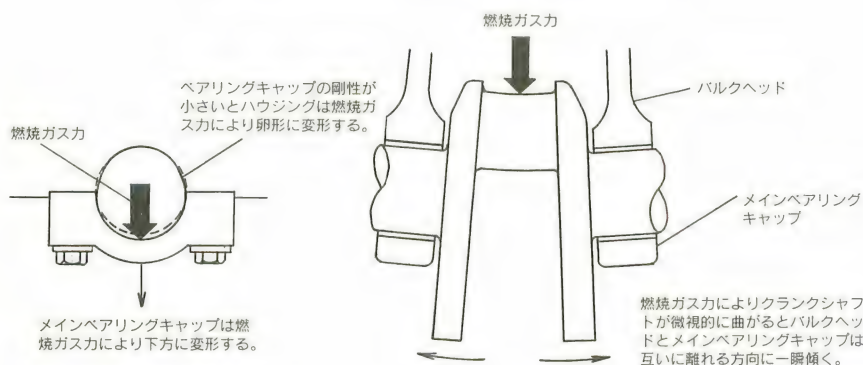 燃焼ガス力
ベアリングキャップの剛性が
小さいとハウジングは燃焼ガ
ス力により卵形に変形する。
燃焼ガス力
メインベアリングキャップは燃
焼ガス力により下方に変形する。
バルクヘッド
メインベアリング
キャップ
燃焼ガス力によりクランクシャフ
トが微視的に曲がるとバルクヘッ
ドとメインベアリングキャップは
互いに離れる方向に一瞬傾く。